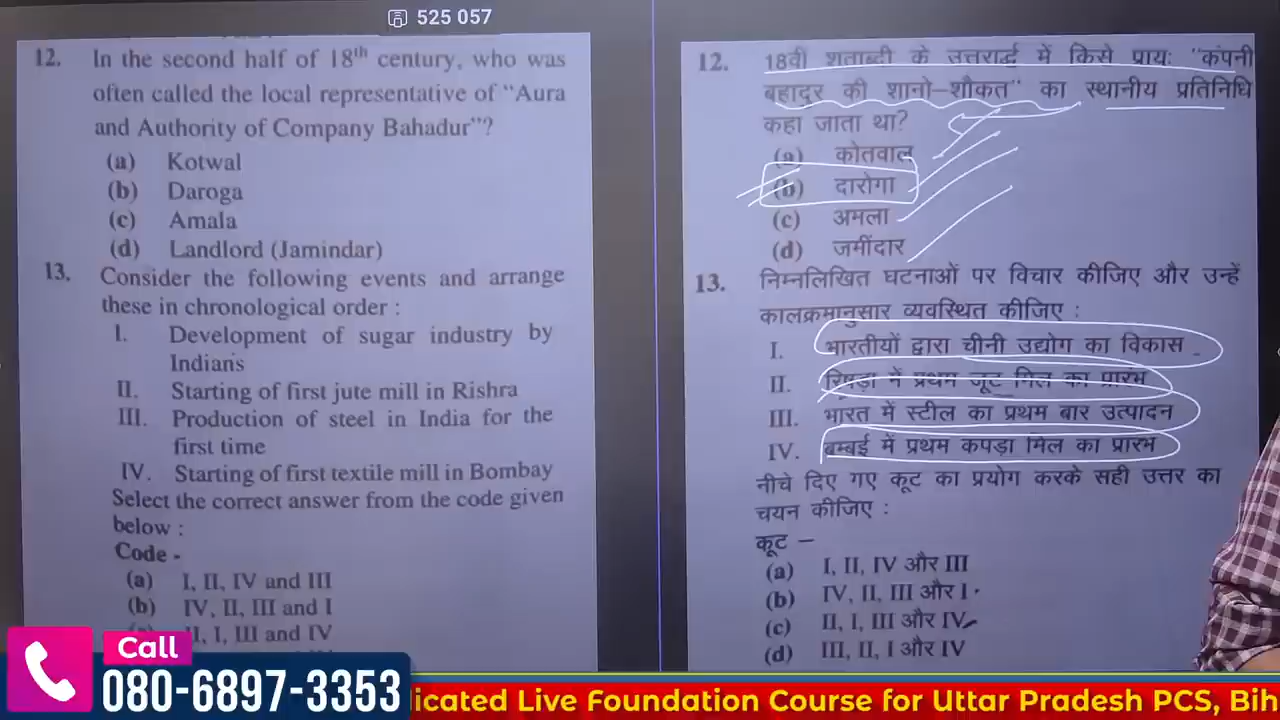 525 057
12. In the second half of 18th century, who was
often called the local representative of "Aura
and Authority of Company Bahadur"?
(a) Kotwal
(b) Daroga
(c) Amala
(d) Landlord (Jamindar)
13. Consider the following events and arrange
these in chronological order :
I. Development of sugar industry by
Indians
II. Starting of first jute mill in Rishra
III. Production of steel in India for the
first time
IV. Starting of first textile mill in Bombay
Select the correct answer from the code given
below :
Code -
(a) I, II, IV and III
(b) IV, II, III and I
II, I, III and IV
12. 18वी शताब्दी के उत्तरार्द्ध में किसे प्रायः "कंपनी
बहादुर की शानो-शौकत" का स्थानीय प्रतिनिधि
कहा जाता था?
(a) कोतवाल
(b) दारोगा
(c) अमला
(d) जमींदार
13. निम्नलिखित घटनाओं पर विचार कीजिए और उन्हें
कालक्रमानुसार व्यवस्थित कीजिए :
I. भारतीयों द्वारा चीनी उद्योग का विकास
II. रिशड़ा में प्रथम जूट मिल का प्रारंभ
III. भारत में स्टील का प्रथम बार उत्पादन
IV. बम्बई में प्रथम कपड़ा मिल का प्रारंभ
नीचे दिए गए कूट का प्रयोग करके सही उत्तर का
चयन कीजिए :
कूट –
(a) I, II, IV और III
(b) IV, II, III और I
(c) II, I, III और IV
(d) III, II, I और IV
Call
080-6897-3353
licated Live Foundation Course for Uttar Pradesh PCS, Bih